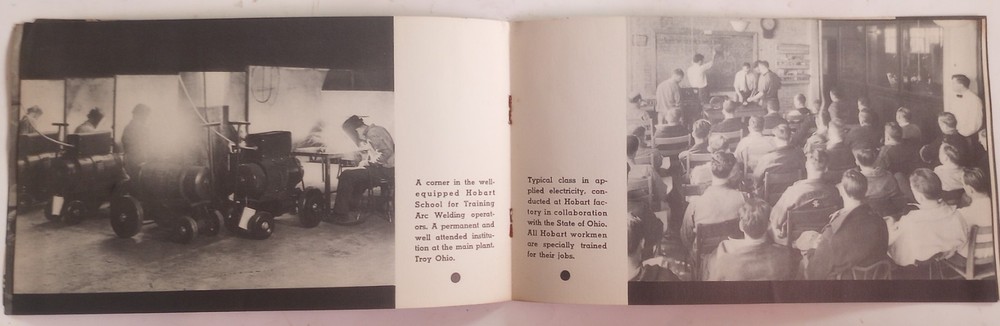 A corner in the well-
equipped Hobart
School for Training
Arc Welding operat-
ors. A permanent and
well attended institu-
tion at the main plant,
Troy Ohio.
Typical class in ap-
plied electricity, con-
ducted at Hobart fac-
tory in collaboration
with the State of Ohio.
All Hobart workmen
are specially trained
for their jobs.